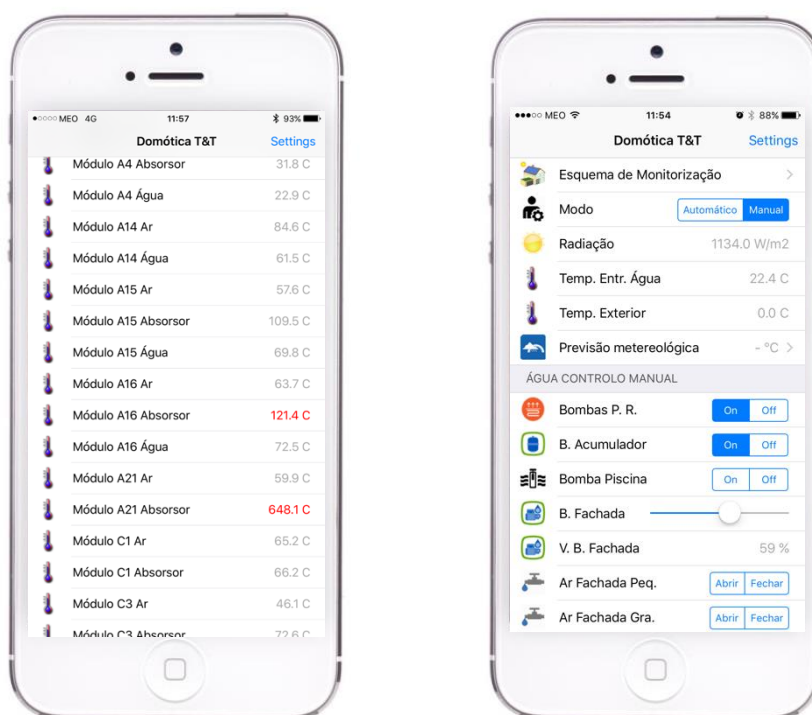 MEO 4G 11:57 93%
Domótica T&T Settings
Módulo A4 Absorsor 31.8 C
Módulo A4 Água 22.9 C
Módulo A14 Ar 84.6 C
Módulo A14 Água 61.5 C
Módulo A15 Ar 57.6 C
Módulo A15 Absorsor 109.5 C
Módulo A15 Água 69.8 C
Módulo A16 Ar 63.7 C
Módulo A16 Absorsor 121.4 C
Módulo A16 Água 72.5 C
Módulo A21 Ar 59.9 C
Módulo A21 Absorsor 648.1 C
Módulo C1 Ar 65.2 C
Módulo C1 Absorsor 66.2 C
Módulo C3 Ar 46.1 C
Módulo C3 Absorsor 72.6 C
MEO 11:54 88%
Domótica T&T Settings
Esquema de Monitorização
Modo Automático Manual
Radiação 1134.0 W/m2
Temp. Entr. Água 22.4 C
Temp. Exterior 0.0 C
Previsão metereológica - °C
ÁGUA CONTROLO MANUAL
Bombas P. R. On Off
B. Acumulador On Off
Bomba Piscina On Off
B. Fachada
V. B. Fachada 59 %
Ar Fachada Peq. Abrir Fechar
Ar Fachada Gra. Abrir Fechar